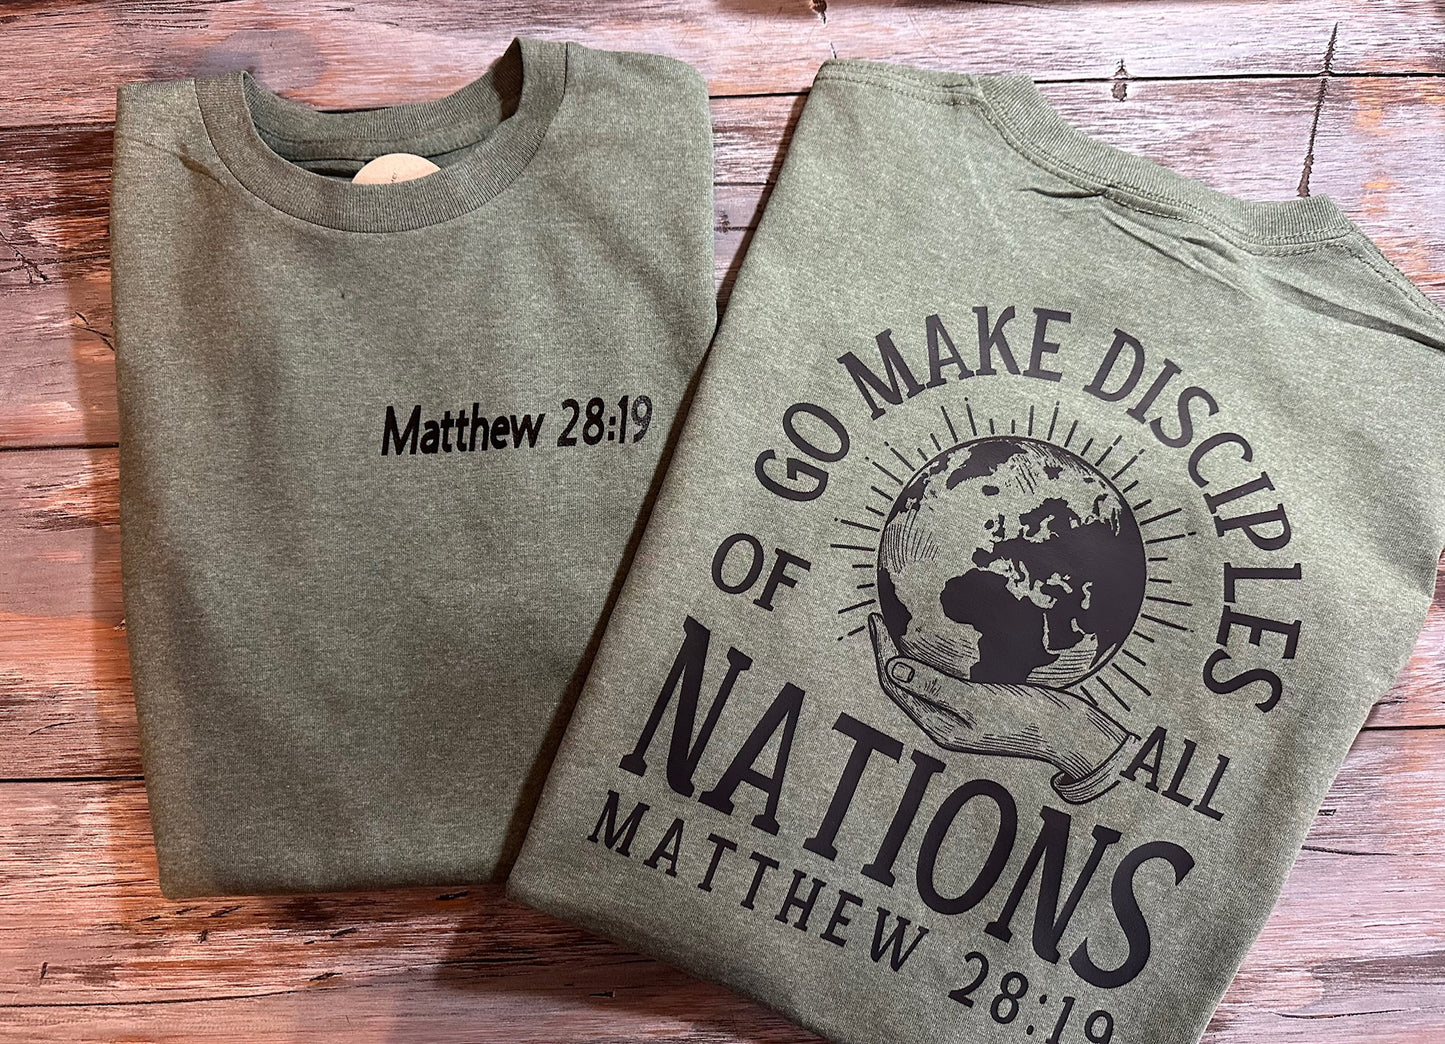 Matthew 28:19
GO MAKE DISCIPLES
OF ALL
NATIONS
MATTHEW 28:19